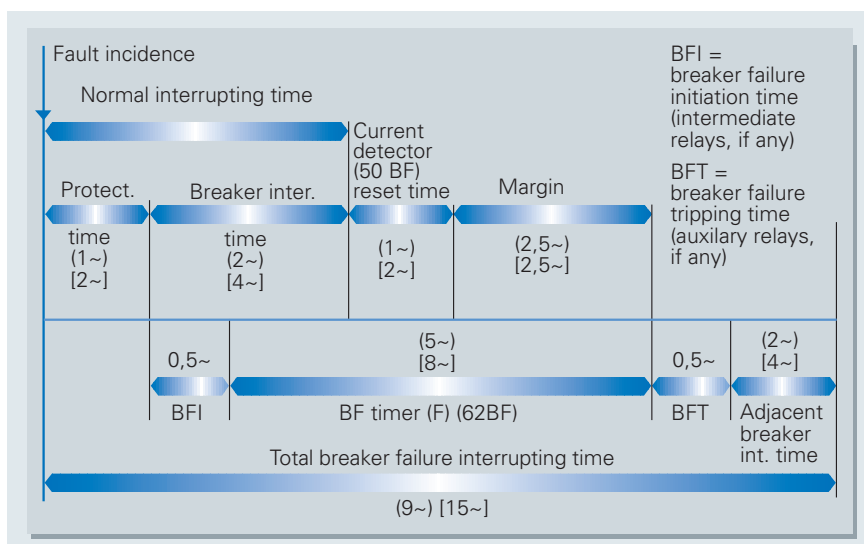 Fault incidence
Normal interrupting time
BFI =
breaker failure
initiation time
(intermediate
relays, if any)
BFT =
breaker failure
tripping time
(auxilary relays,
if any)
Current
detector
(50 BF)
reset time
Protect.
Breaker inter.
Margin
time
(1~)
[2~]
time
(2~)
[4~]
(1~)
[2~]
(2,5~)
[2,5~]
0,5~
(5~)
[8~]
0,5~
(2~)
[4~]
BFI
BF timer (F) (62BF)
BFT
Adjacent
breaker
int. time
Total breaker failure interrupting time
(9~) [15~]